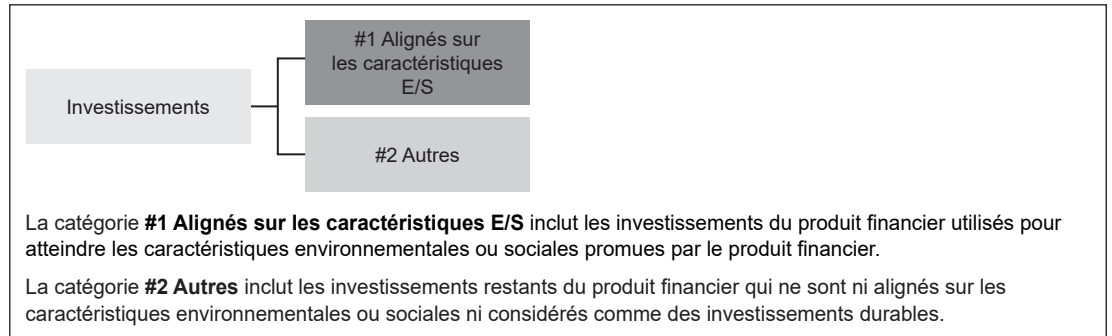 #1 Alignés sur
les caractéristiques
E/S
Investissements
#2 Autres
La catégorie #1 Alignés sur les caractéristiques E/S inclut les investissements du produit financier utilisés pour
atteindre les caractéristiques environnementales ou sociales promues par le produit financier.
La catégorie #2 Autres inclut les investissements restants du produit financier qui ne sont ni alignés sur les
caractéristiques environnementales ou sociales ni considérés comme des investissements durables.